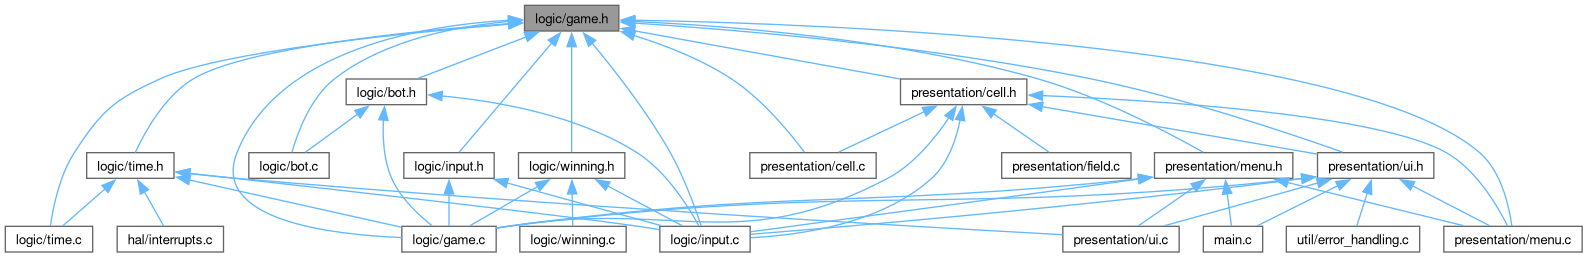 logic/game.h
logic/bot.h
presentation/cell.h
logic/time.h
logic/bot.c
logic/input.h
logic/winning.h
presentation/cell.c
presentation/field.c
presentation/menu.h
presentation/ui.h
logic/time.c
hal/interrupts.c
logic/game.c
logic/winning.c
logic/input.c
presentation/ui.c
main.c
util/error_handling.c
presentation/menu.c